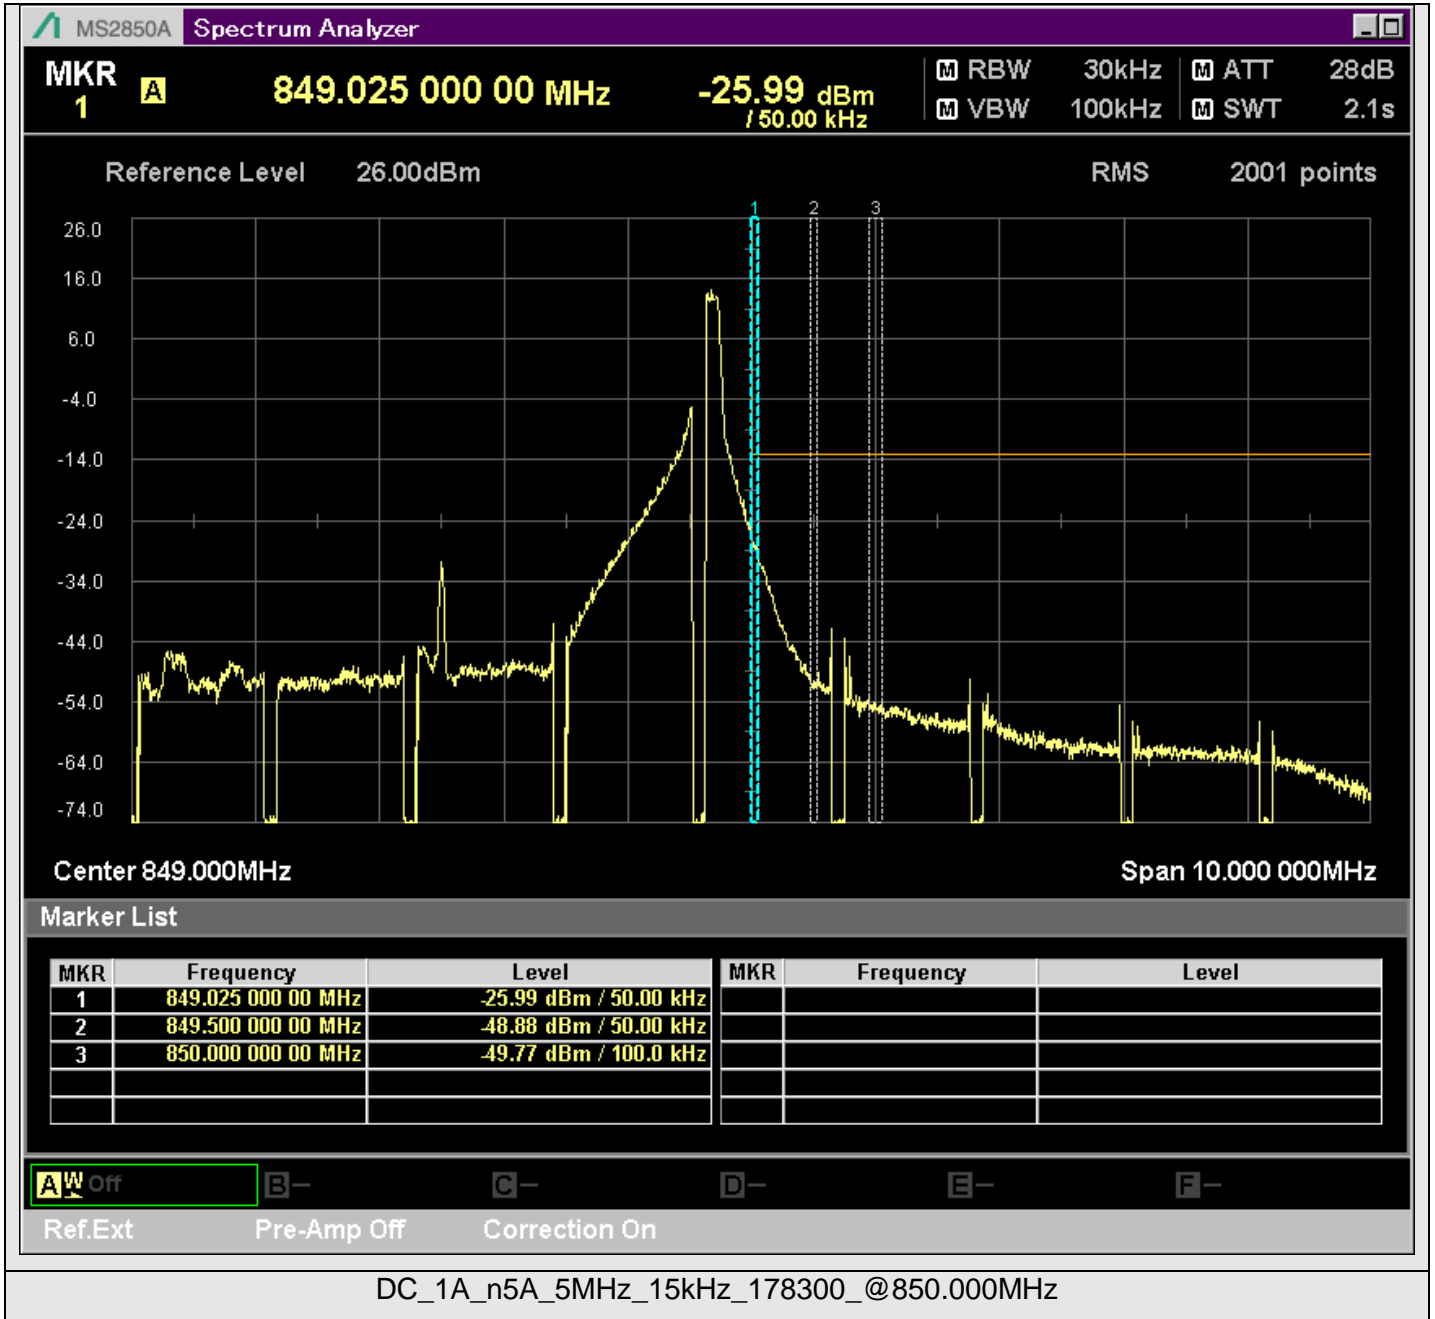 MS2850A Spectrum Analyzer
MKR 1 A 849.025 000 00 MHz -25.99 dBm / 50.00 kHz
M RBW 30kHz M ATT 28dB
M VBW 100kHz M SWT 2.1s
Reference Level 26.00dBm RMS 2001 points
1 2 3
26.0
16.0
6.0
-4.0
-14.0
-24.0
-34.0
-44.0
-54.0
-64.0
-74.0
Center 849.000MHz Span 10.000 000MHz
Marker List
MKR Frequency Level MKR Frequency Level
1 849.025 000 00 MHz -25.99 dBm / 50.00 kHz
2 849.500 000 00 MHz -48.88 dBm / 50.00 kHz
3 850.000 000 00 MHz -49.77 dBm / 100.0 kHz
A W Off B - C - D - E - F -
Ref.Ext Pre-Amp Off Correction On
DC_1A_n5A_5MHz_15kHz_178300_@850.000MHz